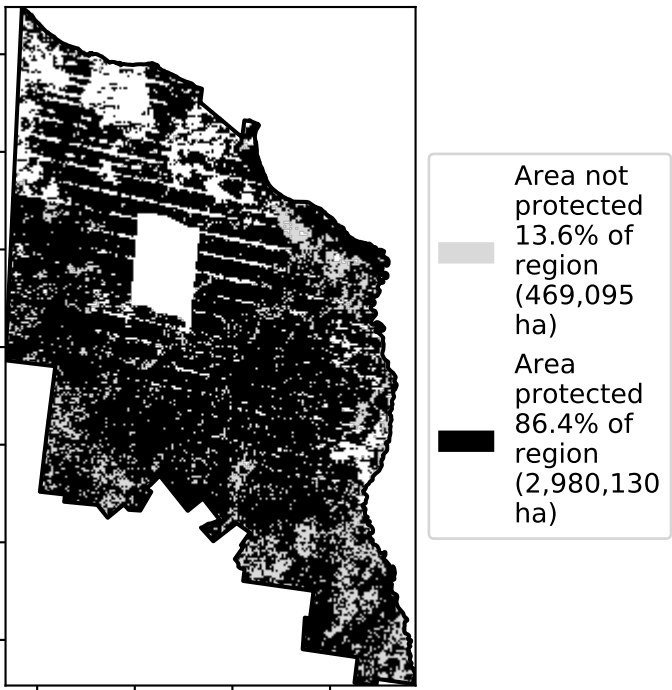 Area not
protected
13.6% of
region
(469,095
ha)
Area
protected
86.4% of
region
(2,980,130
ha)